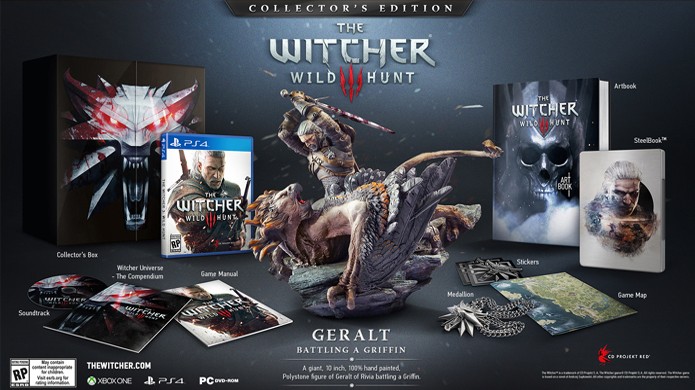 COLLECTOR'S EDITION
THE
WITCHER
WILD HUNT
PS4
THE
WITCHER
WILD HUNT
RP
THE
WITCHER
WILD HUNT
ART
BOOK
Artbook
SteelBook™
Collector's Box
Witcher Universe
- The Compendium
Game Manual
Soundtrack
Stickers
Medallion
Game Map
GERALT
BATTLING A GRIFFIN
A giant, 10 inch, 100% hand painted,
Polystone figure of Geralt of Rivia battling a Griffin.
RP
May contain
content inappropriate
for children.
Visit esrb.org for
rating information.
THEWITCHER.COM
XBOX ONE
PS4
PC DVD-ROM
CD PROJEKT RED